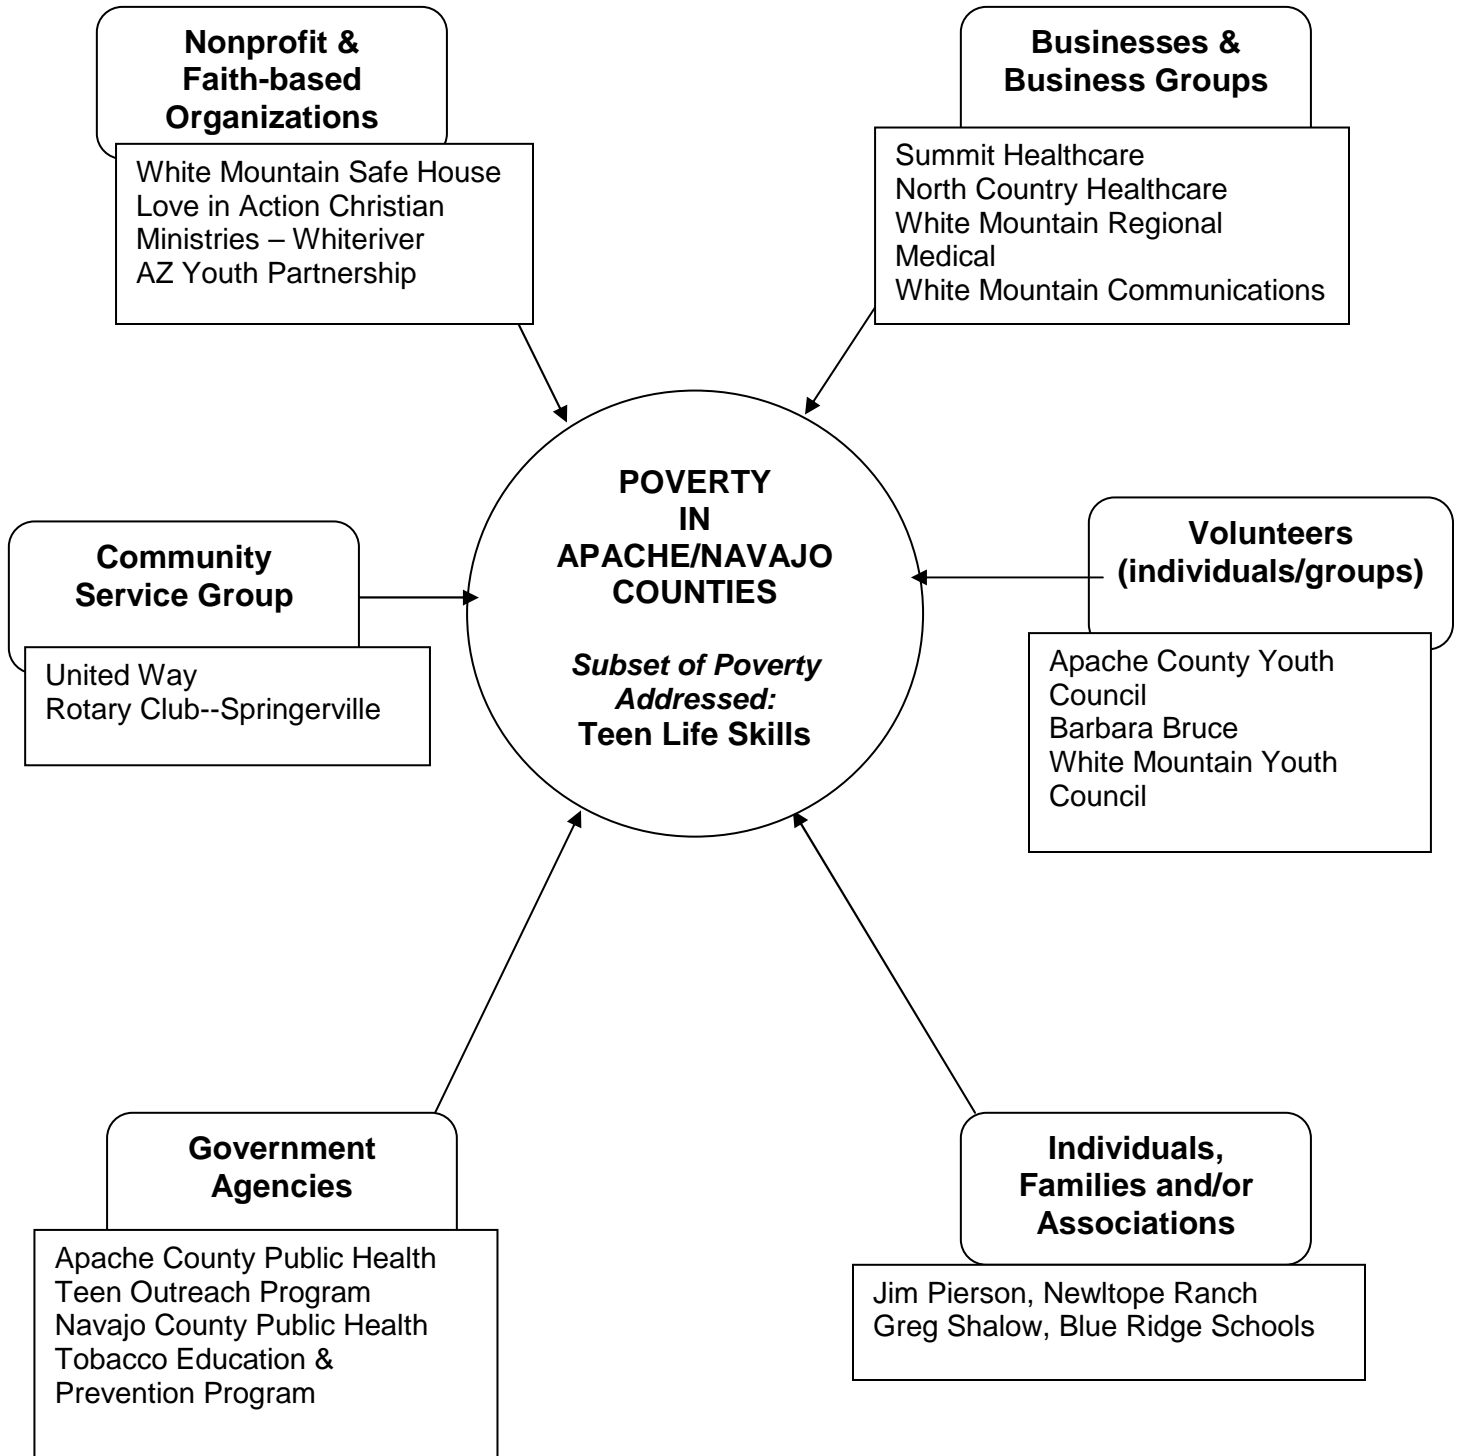 Nonprofit &
Faith-based
Organizations
White Mountain Safe House
Love in Action Christian
Ministries – Whiteriver
AZ Youth Partnership
Businesses &
Business Groups
Summit Healthcare
North Country Healthcare
White Mountain Regional
Medical
White Mountain Communications
POVERTY
IN
APACHE/NAVAJO
COUNTIES
Subset of Poverty
Addressed:
Teen Life Skills
Community
Service Group
United Way
Rotary Club--Springerville
Volunteers
(individuals/groups)
Apache County Youth
Council
Barbara Bruce
White Mountain Youth
Council
Government
Agencies
Apache County Public Health
Teen Outreach Program
Navajo County Public Health
Tobacco Education &
Prevention Program
Individuals,
Families and/or
Associations
Jim Pierson, Newltope Ranch
Greg Shalow, Blue Ridge Schools